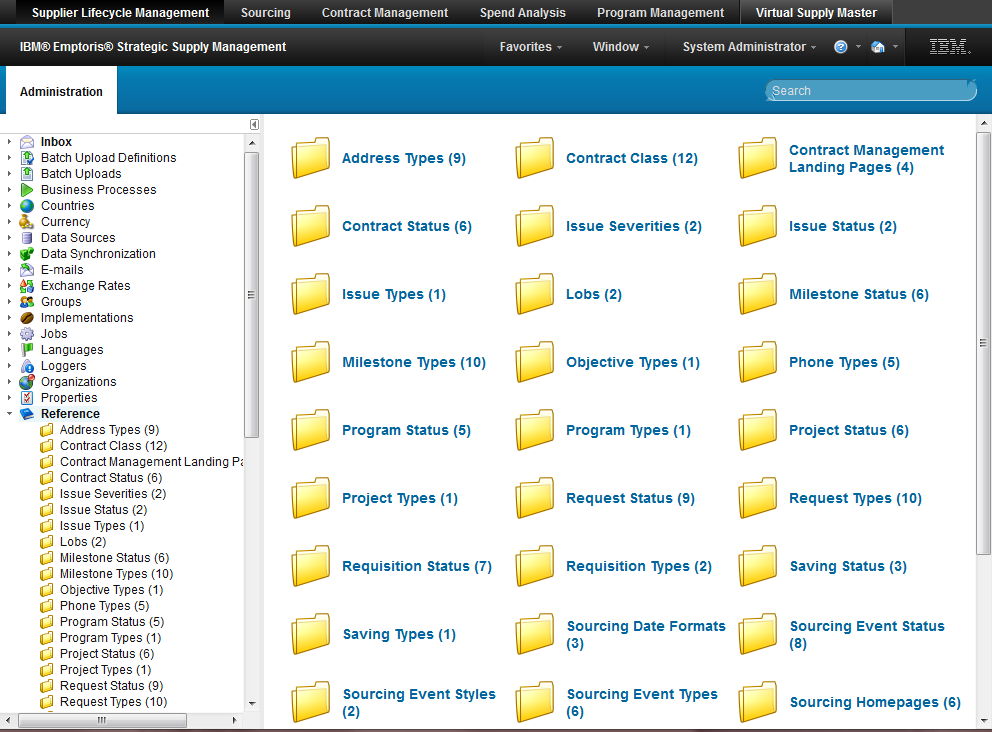 Supplier Lifecycle Management
Sourcing
Contract Management
Spend Analysis
Program Management
Virtual Supply Master
IBM® Emptoris® Strategic Supply Management
Favorites
Window
System Administrator
?
IBM.
Administration
Search
Inbox
Batch Upload Definitions
Batch Uploads
Business Processes
Countries
Currency
Data Sources
Data Synchronization
E-mails
Exchange Rates
Groups
Implementations
Jobs
Languages
Loggers
Organizations
Properties
Reference
Address Types (9)
Contract Class (12)
Contract Management Landing Pa
Contract Status (6)
Issue Severities (2)
Issue Status (2)
Issue Types (1)
Lobs (2)
Milestone Status (6)
Milestone Types (10)
Objective Types (1)
Phone Types (5)
Program Status (5)
Program Types (1)
Project Status (6)
Project Types (1)
Request Status (9)
Request Types (10)
Address Types (9)
Contract Class (12)
Contract Management
Landing Pages (4)
Contract Status (6)
Issue Severities (2)
Issue Status (2)
Issue Types (1)
Lobs (2)
Milestone Status (6)
Milestone Types (10)
Objective Types (1)
Phone Types (5)
Program Status (5)
Program Types (1)
Project Status (6)
Project Types (1)
Request Status (9)
Request Types (10)
Requisition Status (7)
Requisition Types (2)
Saving Status (3)
Saving Types (1)
Sourcing Date Formats
(3)
Sourcing Event Status
(8)
Sourcing Event Styles
(2)
Sourcing Event Types
(6)
Sourcing Homepages (6)